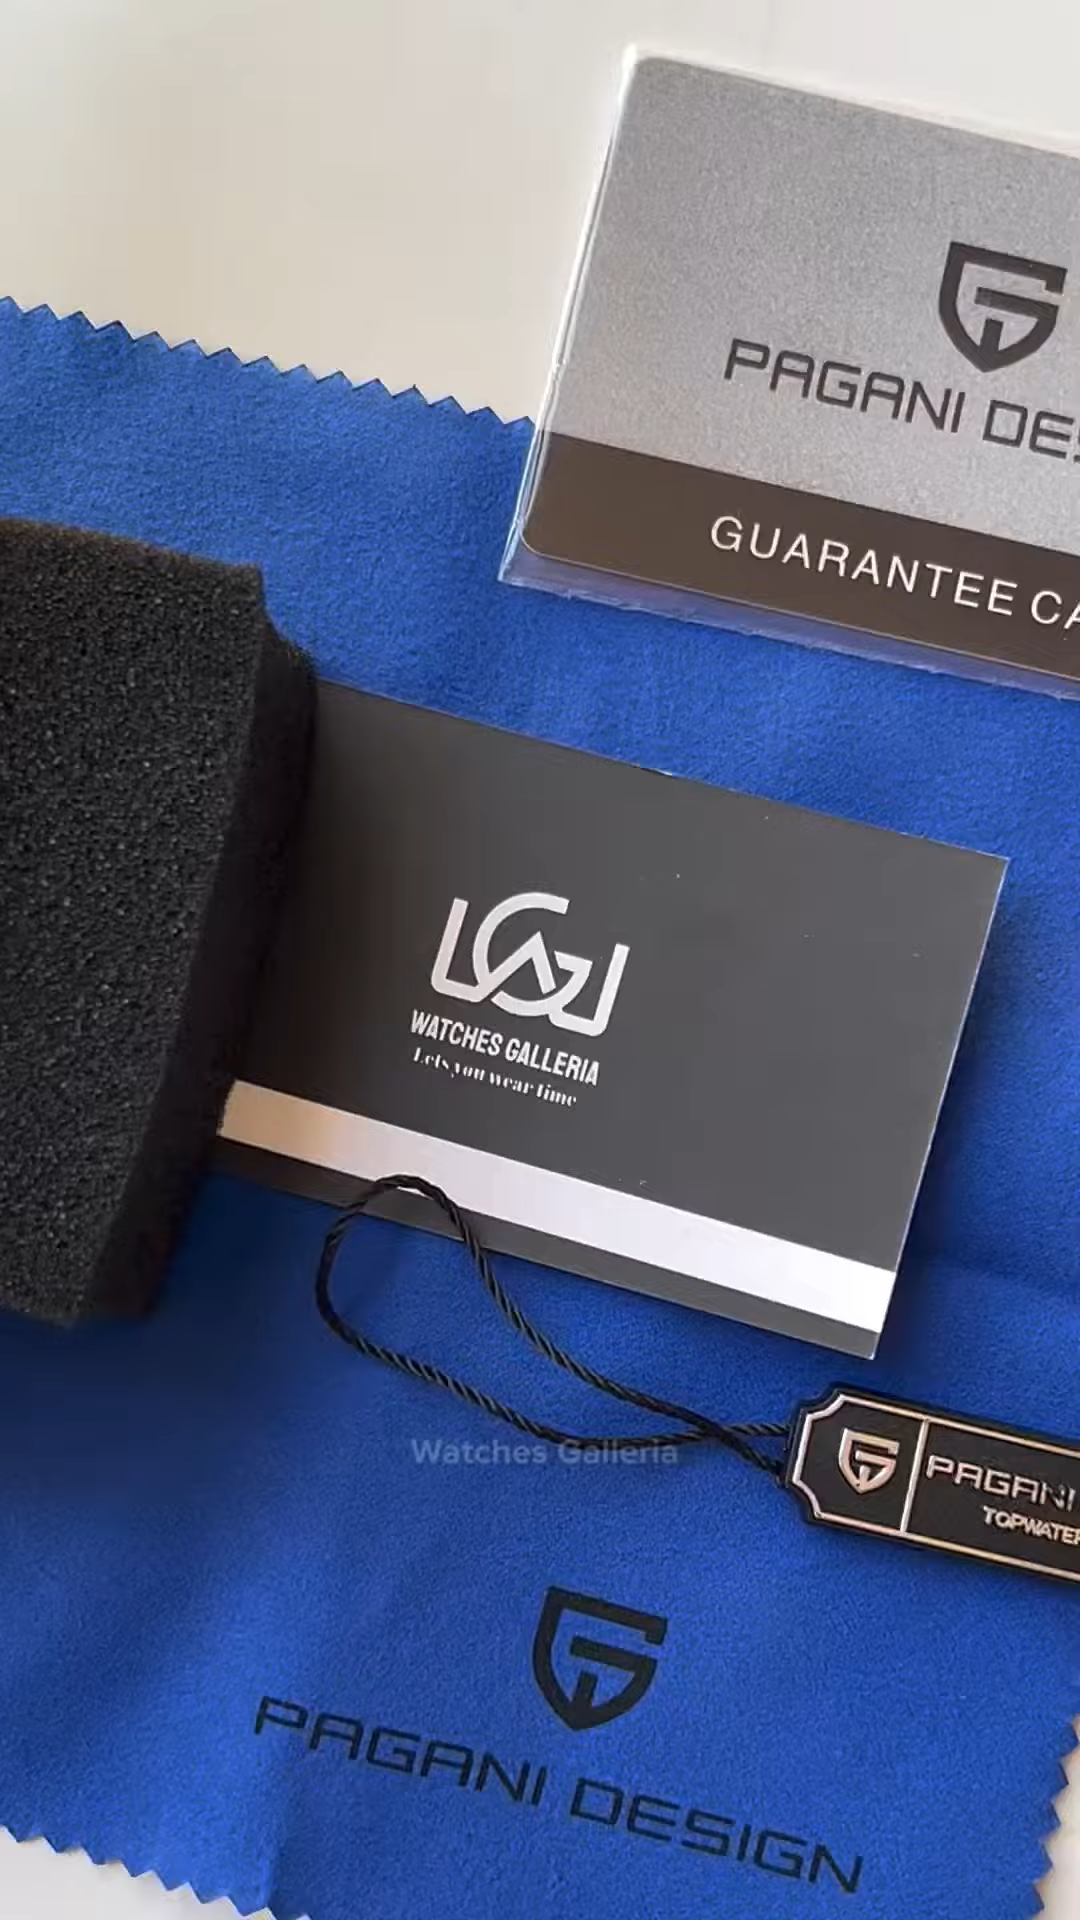 PAGANI DES
GUARANTEE CA
WATCHES GALLERIA
Lets you wear time
Watches Galleria
PAGANI
TOPWATER
PAGANI DESIGN